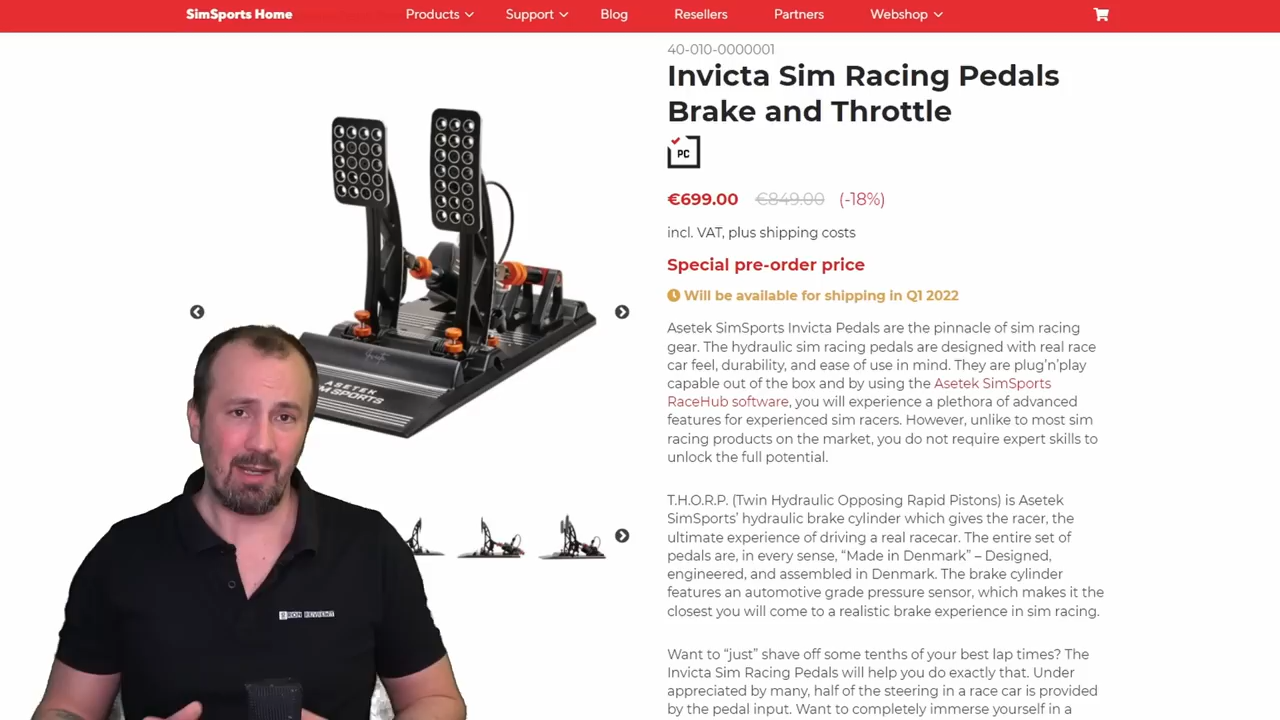 SimSports Home
Products
Support
Blog
Resellers
Partners
Webshop
40-010-0000001
Invicta Sim Racing Pedals
Brake and Throttle
PC
€699.00 €849.00 (-18%)
incl. VAT, plus shipping costs
Special pre-order price
Will be available for shipping in Q1 2022
Asetek SimSports Invicta Pedals are the pinnacle of sim racing
gear. The hydraulic sim racing pedals are designed with real race
car feel, durability, and ease of use in mind. They are plug’n’play
capable out of the box and by using the Asetek SimSports
RaceHub software, you will experience a plethora of advanced
features for experienced sim racers. However, unlike to most sim
racing products on the market, you do not require expert skills to
unlock the full potential.
T.H.O.R.P. (Twin Hydraulic Opposing Rapid Pistons) is Asetek
SimSports’ hydraulic brake cylinder which gives the racer, the
ultimate experience of driving a real racecar. The entire set of
pedals are, in every sense, “Made in Denmark” – Designed,
engineered, and assembled in Denmark. The brake cylinder
features an automotive grade pressure sensor, which makes it the
closest you will come to a realistic brake experience in sim racing.
Want to “just” shave off some tenths of your best lap times? The
Invicta Sim Racing Pedals will help you do exactly that. Under
appreciated by many, half of the steering in a race car is provided
by the pedal input. Want to completely immerse yourself in a
Invicta
ASETEK
SIMSPORTS